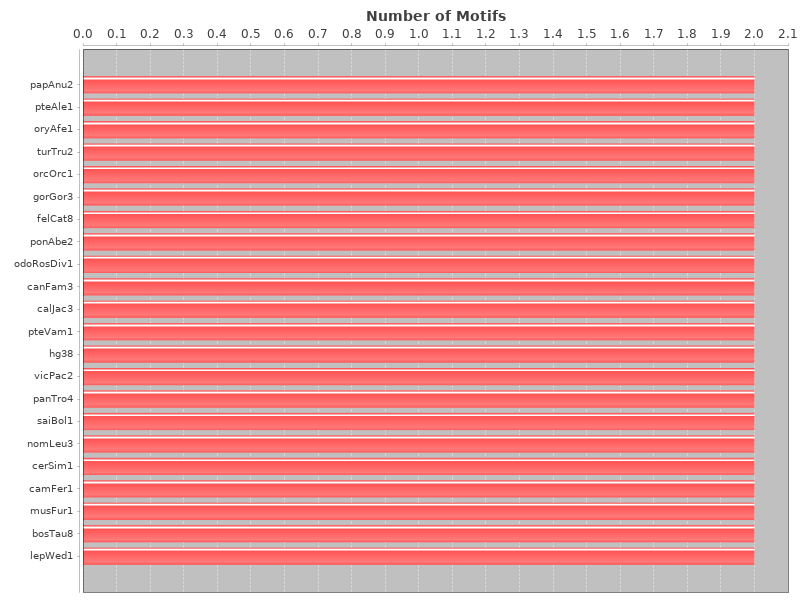 Number of Motifs
0.0 0.1 0.2 0.3 0.4 0.5 0.6 0.7 0.8 0.9 1.0 1.1 1.2 1.3 1.4 1.5 1.6 1.7 1.8 1.9 2.0 2.1
papAnu2
pteAle1
oryAfe1
turTru2
orcOrc1
gorGor3
felCat8
ponAbe2
odoRosDiv1
canFam3
calJac3
pteVam1
hg38
vicPac2
panTro4
saiBol1
nomLeu3
cerSim1
camFer1
musFur1
bosTau8
lepWed1